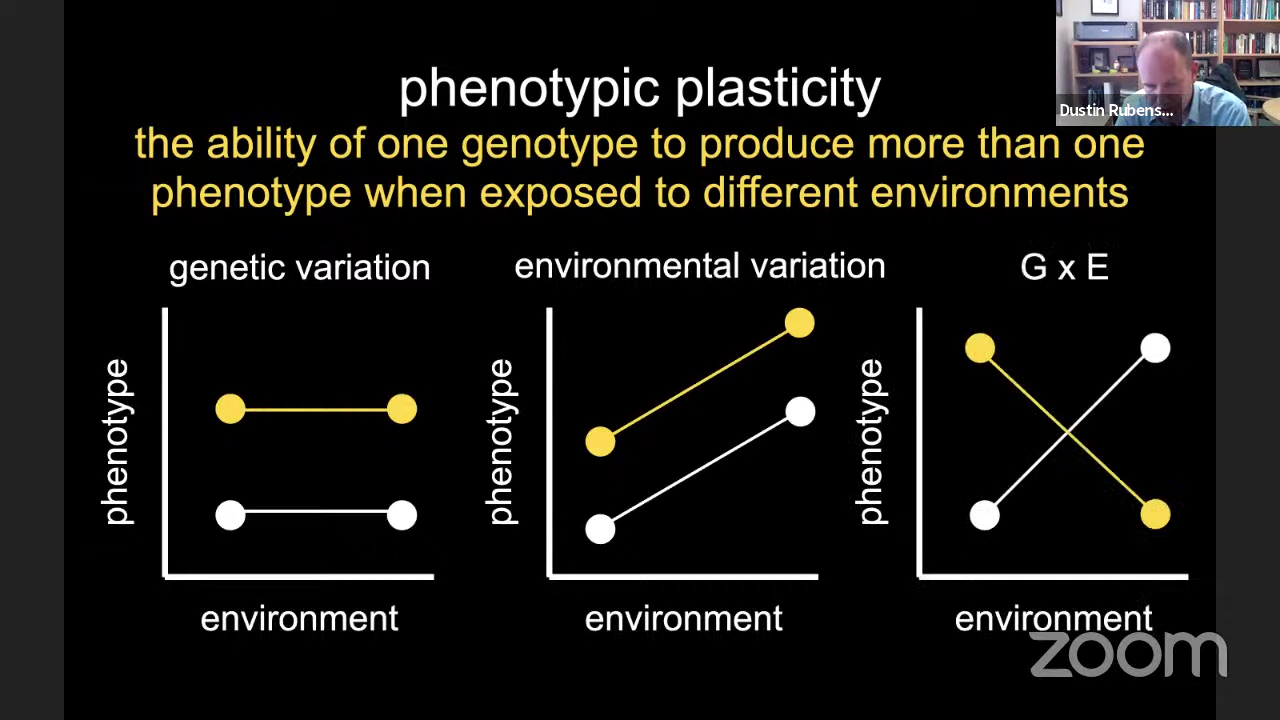 phenotypic plasticity
the ability of one genotype to produce more than one
phenotype when exposed to different environments
Dustin Rubens...
genetic variation
environmental variation
G x E
phenotype
phenotype
phenotype
environment
environment
environment
zoom